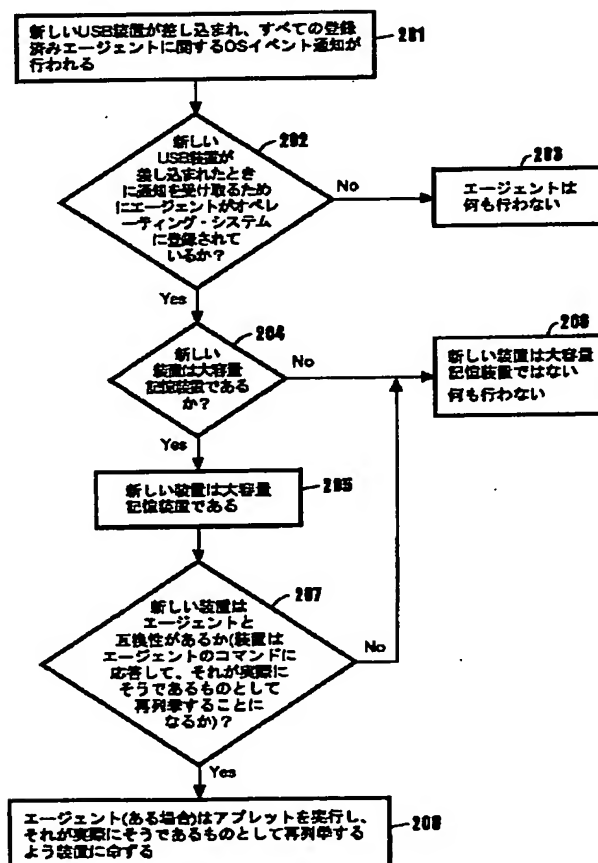 新しいUSB装置が差し込まれ、すべての登録
済みエージェントに関するOSイベント通知が
行われる
201
新しい
USB装置が
差し込まれたとき
に通知を受け取るため
にエージェントがオペレ
ーティング・システム
に登録されて
いるか？
202
No
エージェントは
何も行わない
203
Yes
新しい
装置は大容量
記憶装置である
か？
204
No
新しい装置は大容量
記憶装置ではない
何も行わない
206
Yes
新しい装置は大容量
記憶装置である
205
新しい装置は
エージェントと
互換性があるか(装置は
エージェントのコマンドに
応答して、それが実際に
そうであるものとして
再列挙することに
なるか)？
207
No
Yes
エージェント(ある場合)はアプレットを実行し、
それが実際にそうであるものとして再列挙する
よう装置に命ずる
208